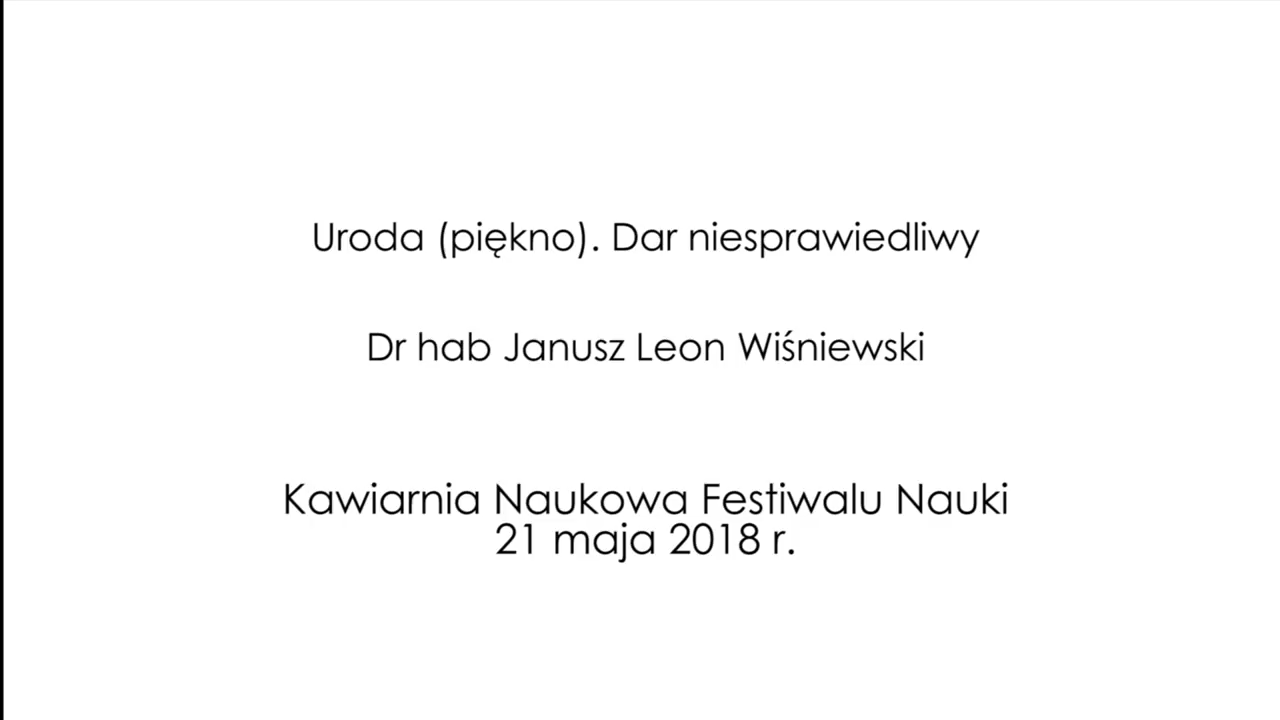 Uroda (piękno). Dar niesprawiedliwy
Dr hab Janusz Leon Wiśniewski
Kawiarnia Naukowa Festiwalu Nauki
21 maja 2018 r.